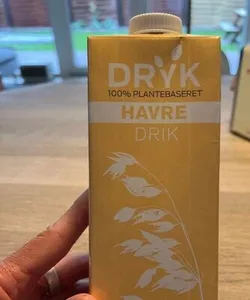 DRYK
100% PLANTEBASERET
HAVRE
DRIK